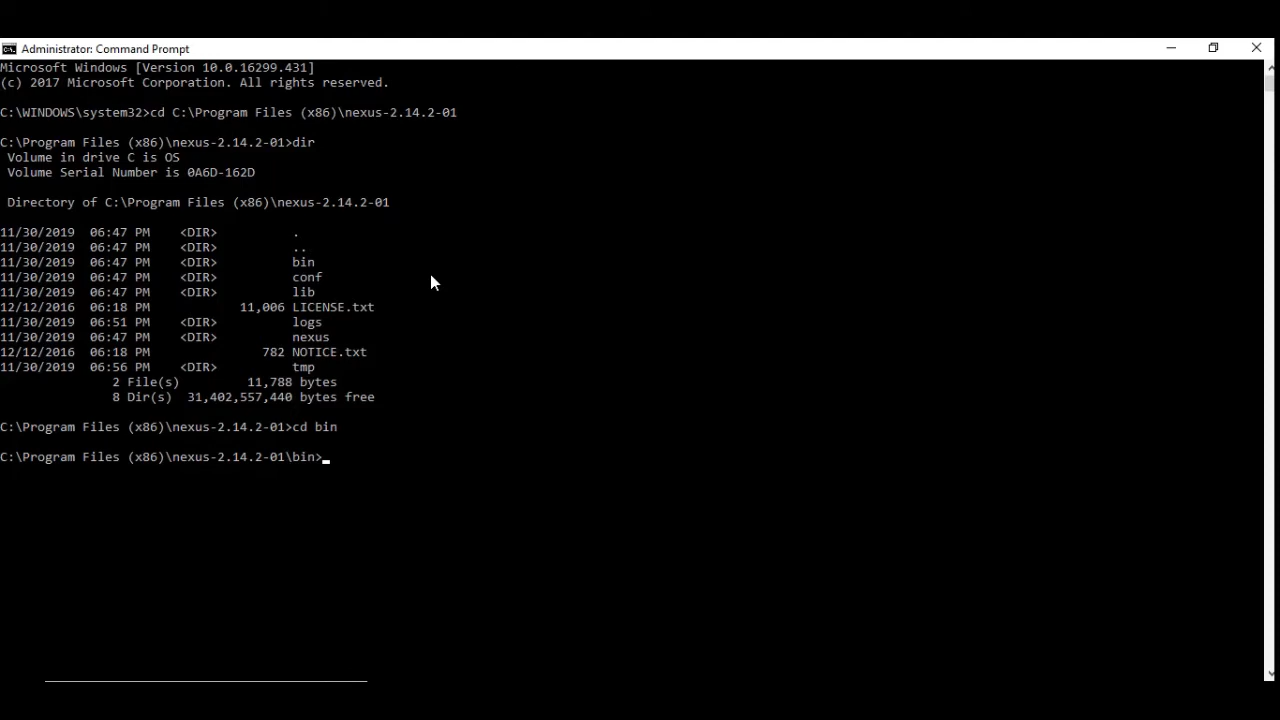 Administrator: Command Prompt
Microsoft Windows [Version 10.0.16299.431]
(c) 2017 Microsoft Corporation. All rights reserved.
C:\WINDOWS\system32>cd C:\Program Files (x86)\nexus-2.14.2-01
C:\Program Files (x86)\nexus-2.14.2-01>dir
Volume in drive C is OS
Volume Serial Number is 0A6D-162D
Directory of C:\Program Files (x86)\nexus-2.14.2-01
11/30/2019  06:47 PM    <DIR>          .
11/30/2019  06:47 PM    <DIR>          ..
11/30/2019  06:47 PM    <DIR>          bin
11/30/2019  06:47 PM    <DIR>          conf
11/30/2019  06:47 PM    <DIR>          lib
12/12/2016  06:18 PM            11,006 LICENSE.txt
11/30/2019  06:51 PM    <DIR>          logs
11/30/2019  06:47 PM    <DIR>          nexus
12/12/2016  06:18 PM               782 NOTICE.txt
11/30/2019  06:56 PM    <DIR>          tmp
2 File(s)         11,788 bytes
8 Dir(s)  31,402,557,440 bytes free
C:\Program Files (x86)\nexus-2.14.2-01>cd bin
C:\Program Files (x86)\nexus-2.14.2-01\bin>